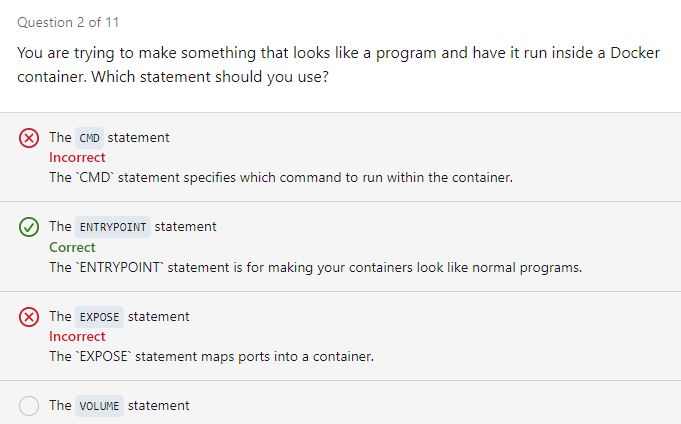 Question 2 of 11
You are trying to make something that looks like a program and have it run inside a Docker
container. Which statement should you use?
The CMD statement
Incorrect
The `CMD` statement specifies which command to run within the container.
The ENTRYPOINT statement
Correct
The `ENTRYPOINT` statement is for making your containers look like normal programs.
The EXPOSE statement
Incorrect
The `EXPOSE` statement maps ports into a container.
The VOLUME statement